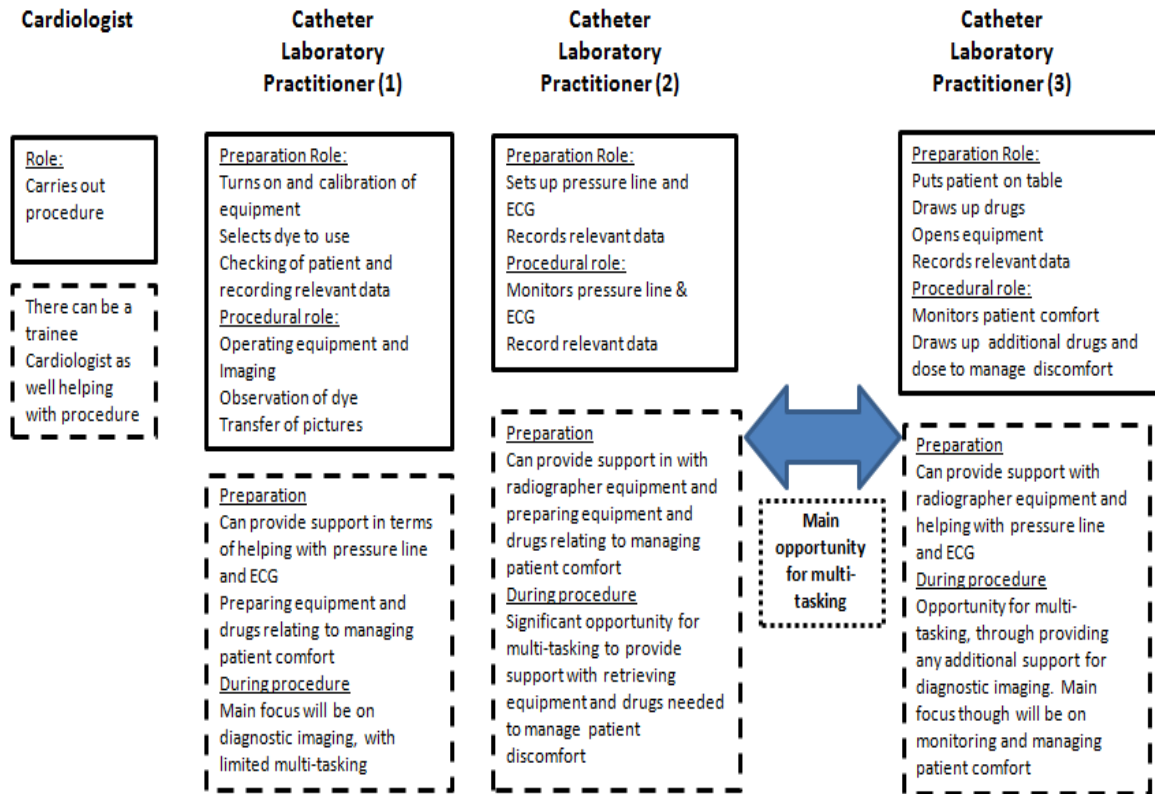 Cardiologist
Catheter
Laboratory
Practitioner (1)
Catheter
Laboratory
Practitioner (2)
Catheter
Laboratory
Practitioner (3)
Role:
Carries out
procedure
There can be a
trainee
Cardiologist as
well helping
with procedure
Preparation Role:
Turns on and calibration of
equipment
Selects dye to use
Checking of patient and
recording relevant data
Procedural role:
Operating equipment and
Imaging
Observation of dye
Transfer of pictures
Preparation
Can provide support in terms
of helping with pressure line
and ECG
Preparing equipment and
drugs relating to managing
patient comfort
During procedure
Main focus will be on
diagnostic imaging, with
limited multi-tasking
Preparation Role:
Sets up pressure line and
ECG
Records relevant data
Procedural role:
Monitors pressure line &
ECG
Record relevant data
Preparation
Can provide support in with
radiographer equipment and
preparing equipment and
drugs relating to managing
patient comfort
During procedure
Significant opportunity for
multi-tasking to provide
support with retrieving
equipment and drugs needed
to manage patient
discomfort
Main
opportunity
for multi-
tasking
Preparation Role:
Puts patient on table
Draws up drugs
Opens equipment
Records relevant data
Procedural role:
Monitors patient comfort
Draws up additional drugs and
dose to manage discomfort
Preparation
Can provide support with
radiographer equipment and
helping with pressure line
and ECG
During procedure
Opportunity for multi-
tasking, through providing
any additional support for
diagnostic imaging. Main
focus though will be on
monitoring and managing
patient comfort